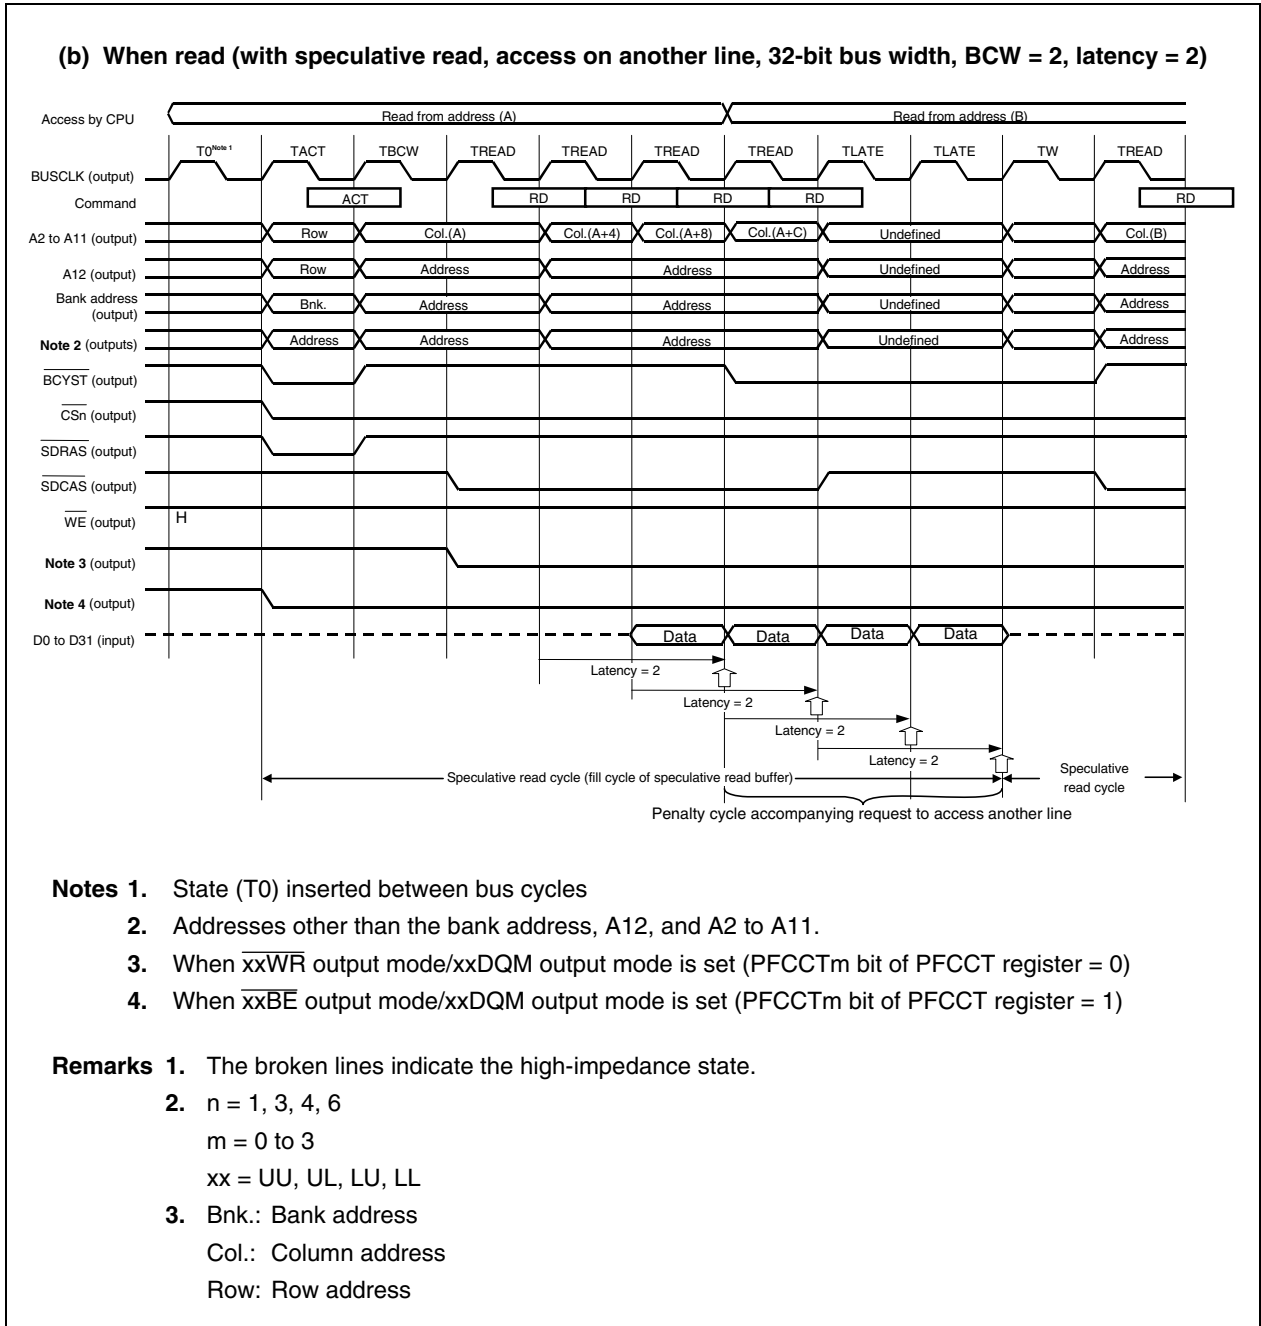 (b) When read (with speculative read, access on another line, 32-bit bus width, BCW = 2, latency = 2)
Access by CPU Read from address (A) Read from address (B)
T0Note 1 TACT TBCW TREAD TREAD TREAD TREAD TLATE TLATE TW TREAD
BUSCLK (output)
Command ACT RD RD RD RD RD
A2 to A11 (output) Row Col.(A) Col.(A+4) Col.(A+8) Col.(A+C) Undefined Col.(B)
A12 (output) Row Address Address Undefined Address
Bank address
(output) Bnk. Address Address Undefined Address
Note 2 (outputs) Address Address Address Undefined Address
BCYST (output)
CSn (output)
SDRAS (output)
SDCAS (output)
WE (output) H
Note 3 (output)
Note 4 (output)
D0 to D31 (input) Data Data Data Data
Latency = 2
Latency = 2
Latency = 2
Latency = 2
Speculative read cycle (fill cycle of speculative read buffer) Speculative
read cycle
Penalty cycle accompanying request to access another line
Notes 1. State (T0) inserted between bus cycles
2. Addresses other than the bank address, A12, and A2 to A11.
3. When xxWR output mode/xxDQM output mode is set (PFCCTm bit of PFCCT register = 0)
4. When xxBE output mode/xxDQM output mode is set (PFCCTm bit of PFCCT register = 1)
Remarks 1. The broken lines indicate the high-impedance state.
2. n = 1, 3, 4, 6
m = 0 to 3
xx = UU, UL, LU, LL
3. Bnk.: Bank address
Col.: Column address
Row: Row address